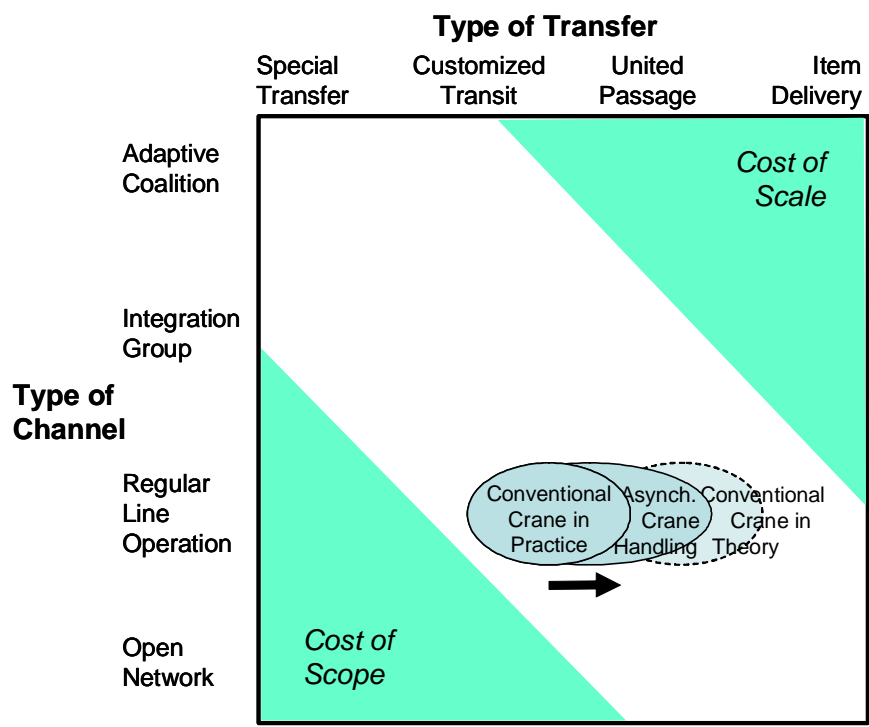 Type of Transfer
Special
Transfer
Customized
Transit
United
Passage
Item
Delivery
Adaptive
Coalition
Cost of
Scale
Integration
Group
Type of
Channel
Regular
Line
Operation
Conventional
Crane in
Practice
Asynch.
Crane
Handling
Conventional
Crane in
Theory
Open
Network
Cost of
Scope